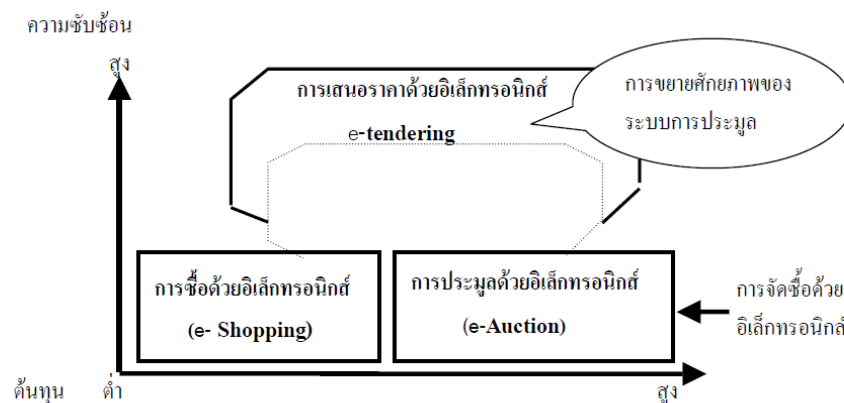 ความซับซ้อน
สูง
การเสนอราคาด้วยอิเล็กทรอนิกส์
e-tendering
การขยายศักยภาพของ
ระบบการประมูล
การซื้อด้วยอิเล็กทรอนิกส์
(e- Shopping)
การประมูลด้วยอิเล็กทรอนิกส์
(e-Auction)
การจัดซื้อด้วย
อิเล็กทรอนิกส์
ต้นทุน ต่ำ สูง